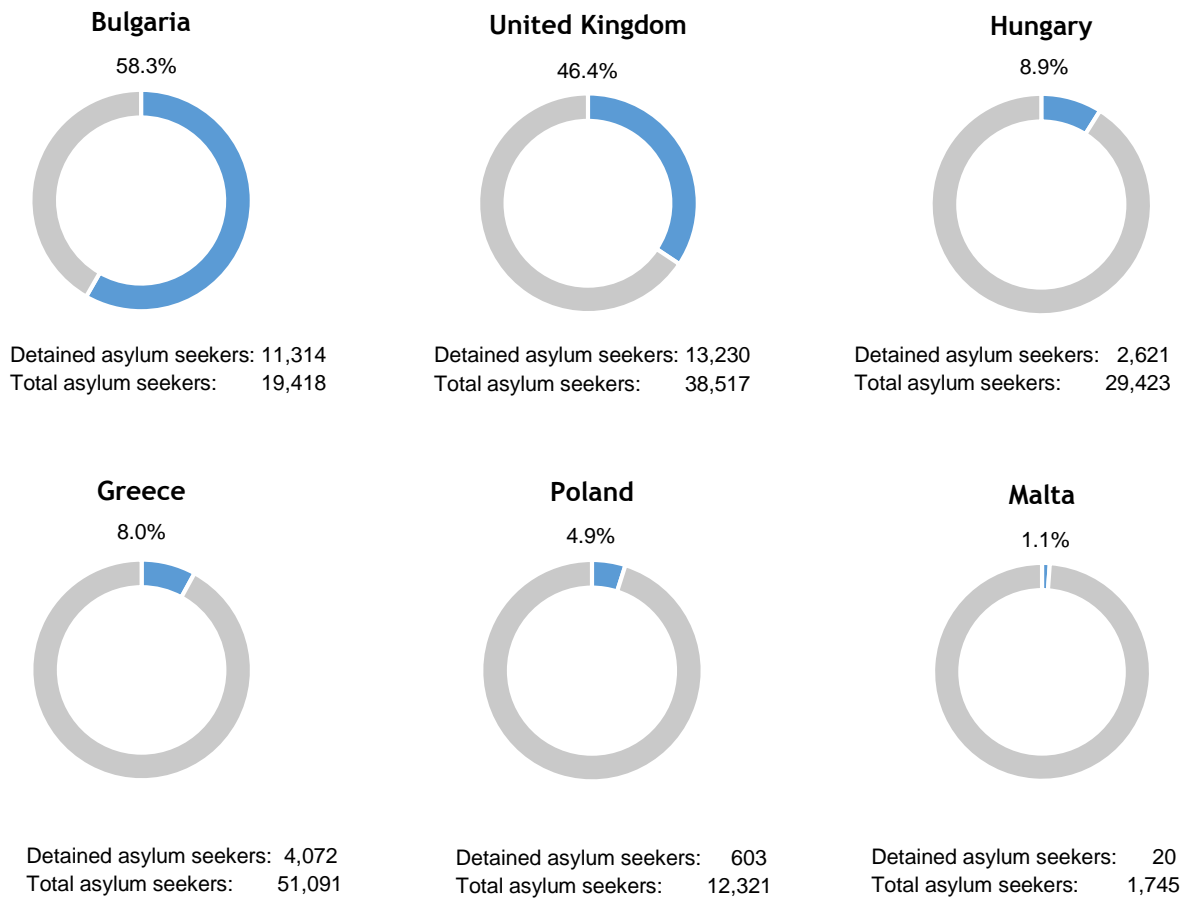 Bulgaria
58.3%
Detained asylum seekers: 11,314
Total asylum seekers: 19,418
United Kingdom
46.4%
Detained asylum seekers: 13,230
Total asylum seekers: 38,517
Hungary
8.9%
Detained asylum seekers: 2,621
Total asylum seekers: 29,423
Greece
8.0%
Detained asylum seekers: 4,072
Total asylum seekers: 51,091
Poland
4.9%
Detained asylum seekers: 603
Total asylum seekers: 12,321
Malta
1.1%
Detained asylum seekers: 20
Total asylum seekers: 1,745